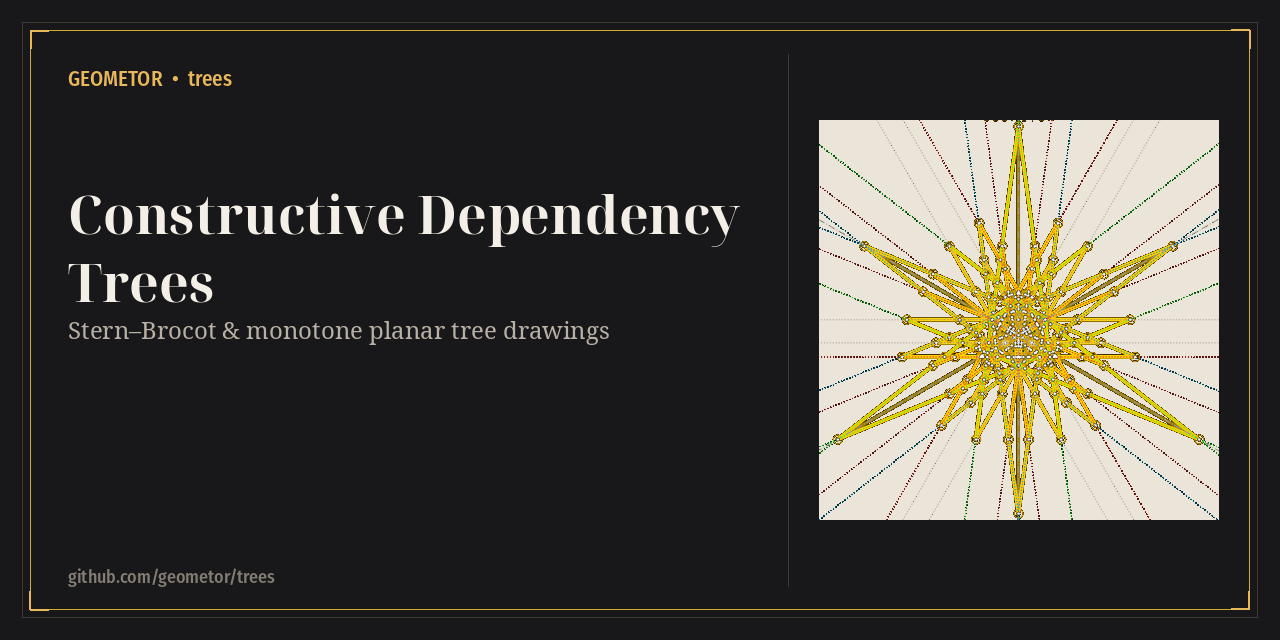 GEOMETOR • trees
Constructive Dependency
Trees
Stern–Brocot & monotone planar tree drawings
github.com/geometor/trees